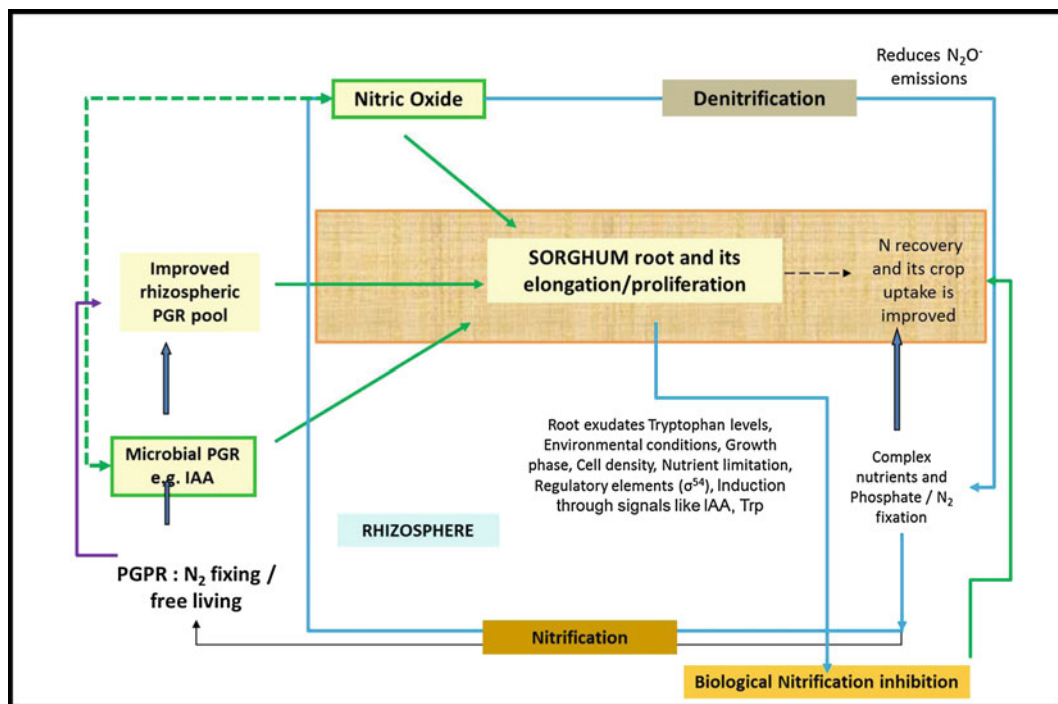 Reduces N₂O⁻
emissions
Nitric Oxide
Denitrification
Improved
rhizospheric
PGR pool
SORGHUM root and its
elongation/proliferation
N recovery
and its crop
uptake is
improved
Microbial PGR
e.g. IAA
Root exudates Tryptophan levels,
Environmental conditions, Growth
phase, Cell density, Nutrient limitation,
Regulatory elements (σ⁵⁴), Induction
through signals like IAA, Trp
Complex
nutrients and
Phosphate / N₂
fixation
RHIZOSPHERE
PGPR : N₂ fixing /
free living
Nitrification
Biological Nitrification inhibition